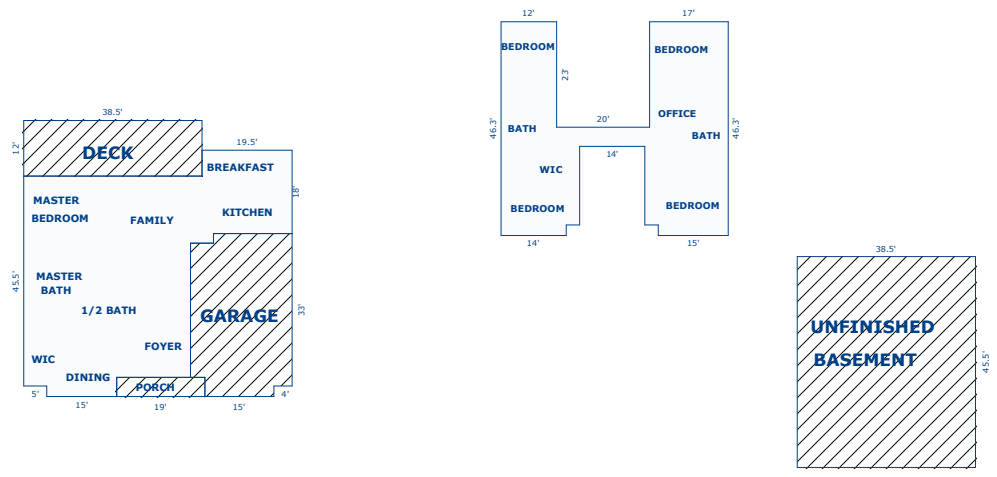 12'
17'
BEDROOM
BEDROOM
23'
38.5'
OFFICE
20'
46.3'
BATH
BATH
46.3'
19.5'
12'
DECK
14'
BREAKFAST
WIC
18'
MASTER
BEDROOM
FAMILY
KITCHEN
BEDROOM
BEDROOM
14'
15'
38.5'
MASTER
BATH
45.5'
1/2 BATH
GARAGE
33'
UNFINISHED
BASEMENT
45.5'
FOYER
WIC
DINING
PORCH
5'
15'
19'
15'
4'